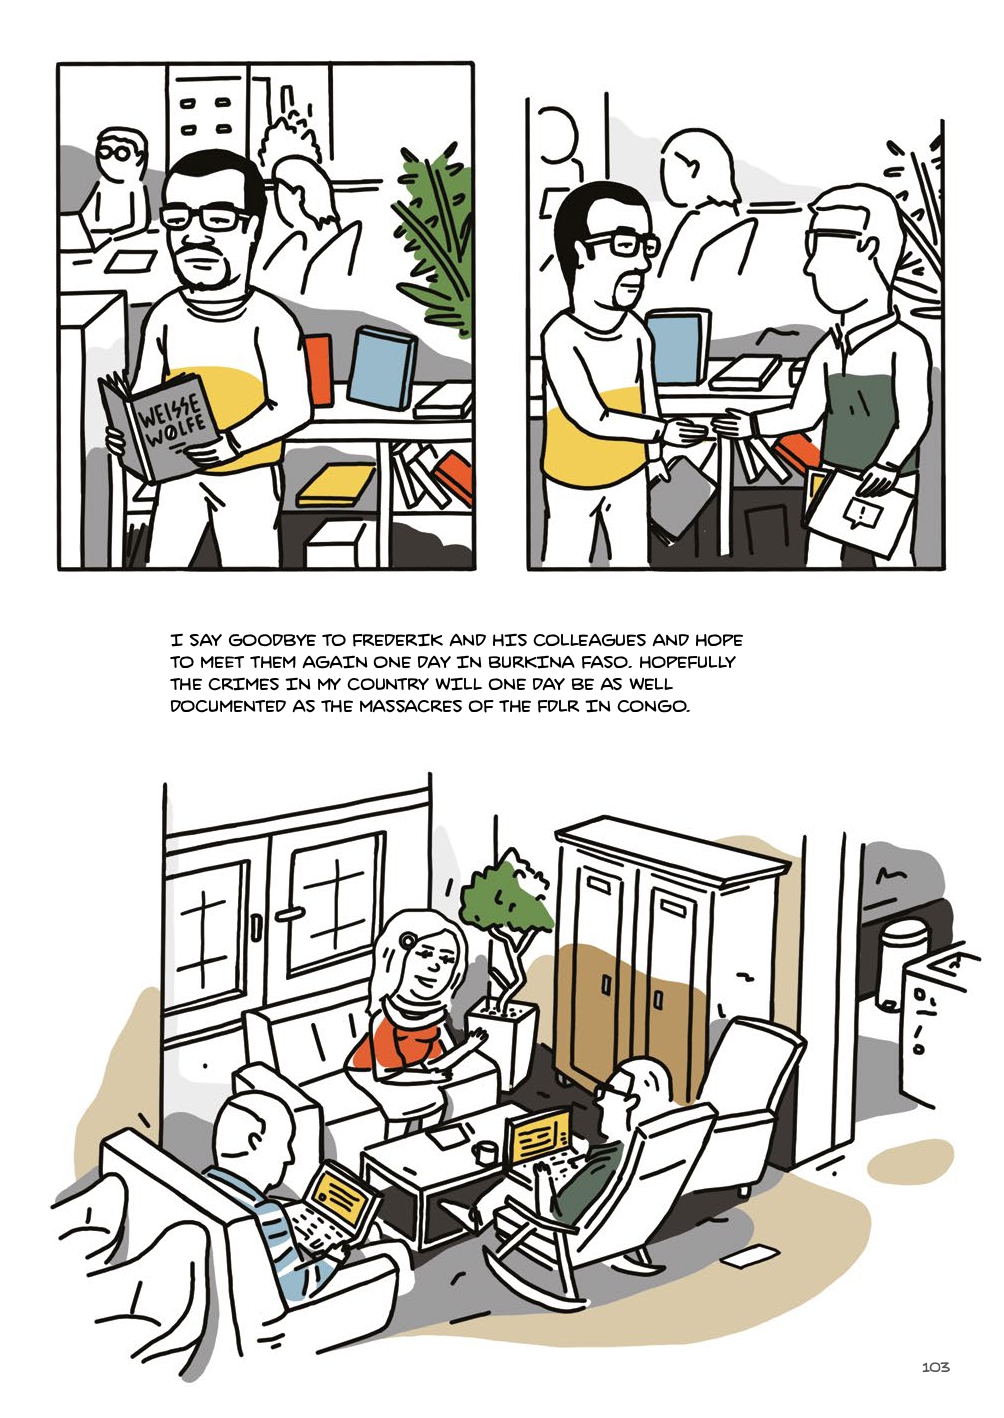 WEISSE
WØLFE
!
I SAY GOODBYE TO FREDERIK AND HIS COLLEAGUES AND HOPE
TO MEET THEM AGAIN ONE DAY IN BURKINA FASO. HOPEFULLY
THE CRIMES IN MY COUNTRY WILL ONE DAY BE AS WELL
DOCUMENTED AS THE MASSACRES OF THE FDLR IN CONGO.
103